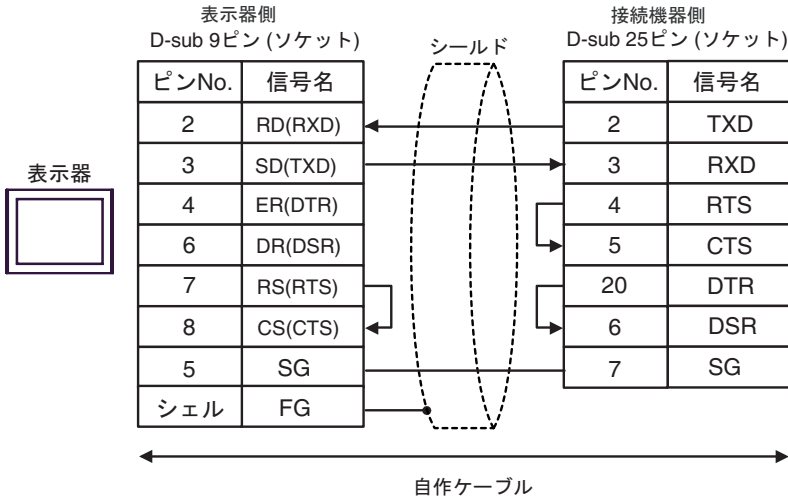 表示器側
D-sub 9ピン (ソケット)
シールド
接続機器側
D-sub 25ピン (ソケット)
ピンNo. 信号名 ピンNo. 信号名
2 RD(RXD) 2 TXD
3 SD(TXD) 3 RXD
表示器
4 ER(DTR) 4 RTS
6 DR(DSR) 5 CTS
7 RS(RTS) 20 DTR
8 CS(CTS) 6 DSR
5 SG 7 SG
シェル FG
自作ケーブル